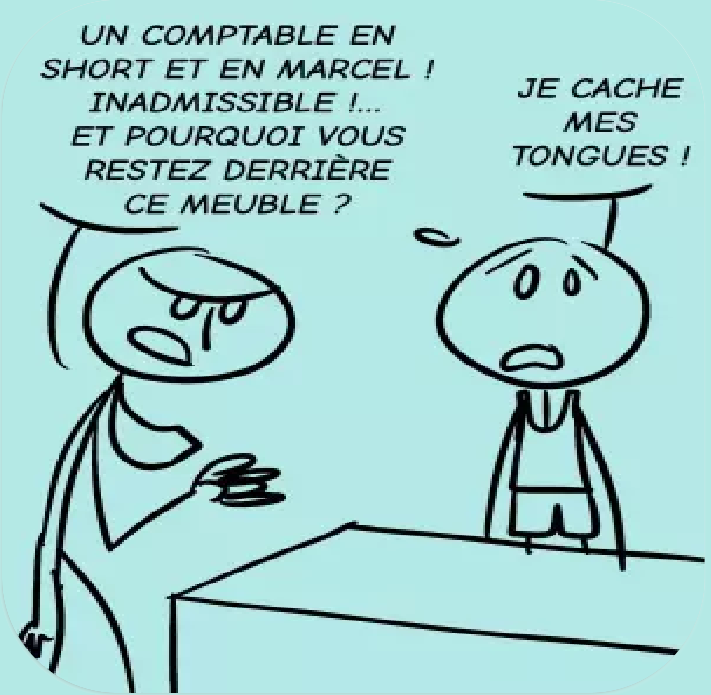 UN COMPTABLE EN
SHORT ET EN MARCEL !
INADMISSIBLE !...
ET POURQUOI VOUS
RESTEZ DERRIÈRE
CE MEUBLE ?
JE CACHE
MES
TONGUES !